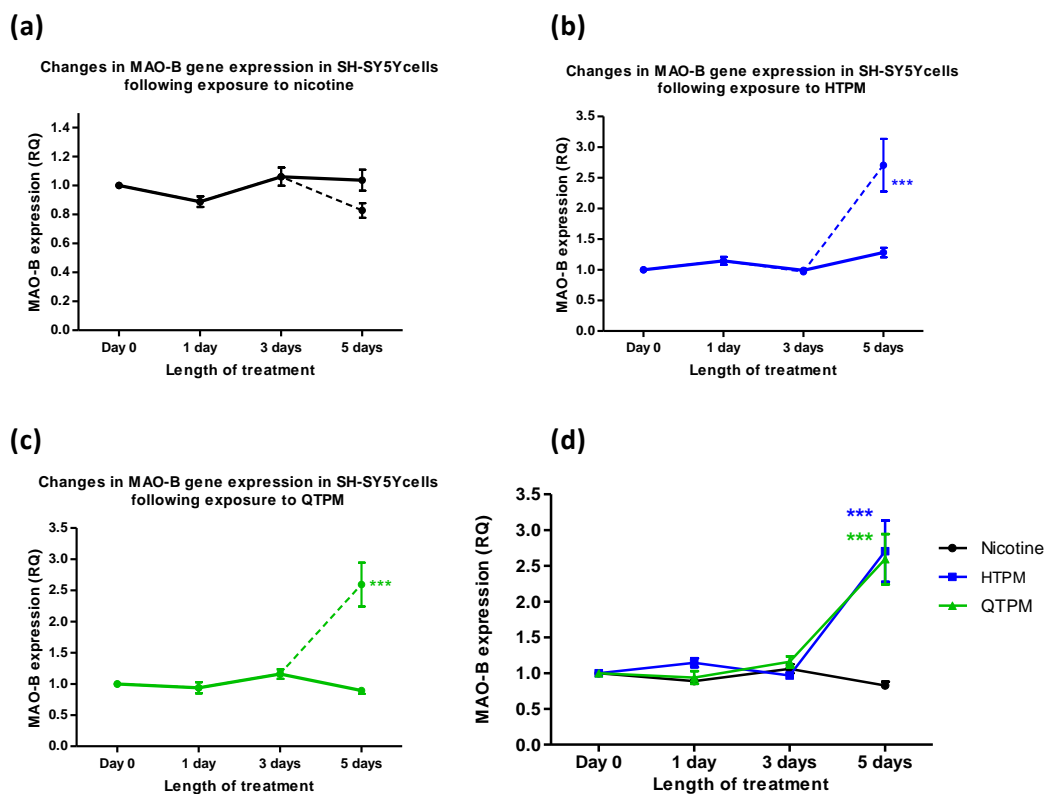 (a)
Changes in MAO-B gene expression in SH-SY5Ycells
following exposure to nicotine
MAO-B expression (RQ)
1.4
1.2
1.0
0.8
0.6
0.4
0.2
0.0
Day 0 1 day 3 days 5 days
Length of treatment
(b)
Changes in MAO-B gene expression in SH-SY5Ycells
following exposure to HTPM
MAO-B expression (RQ)
3.5
3.0
2.5
2.0
1.5
1.0
0.5
0.0
***
Day 0 1 day 3 days 5 days
Length of treatment
(c)
Changes in MAO-B gene expression in SH-SY5Ycells
following exposure to QTPM
MAO-B expression (RQ)
3.5
3.0
2.5
2.0
1.5
1.0
0.5
0.0
***
Day 0 1 day 3 days 5 days
Length of treatment
(d)
MAO-B expression (RQ)
3.5
3.0
2.5
2.0
1.5
1.0
0.5
0.0
***
***
Day 0 1 day 3 days 5 days
Length of treatment
Nicotine
HTPM
QTPM